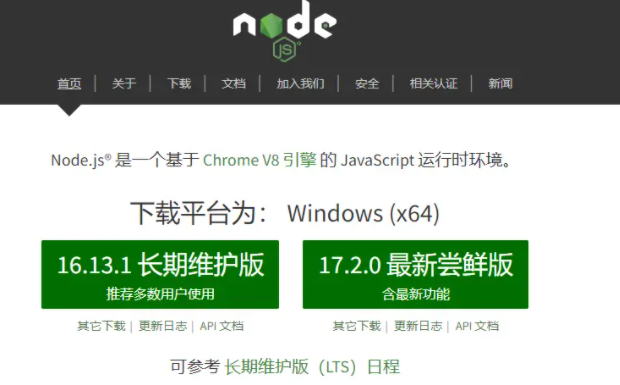 node
JS
首页 | 关于 | 下载 | 文档 | 加入我们 | 安全 | 相关认证 | 新闻
Node.js® 是一个基于 Chrome V8 引擎 的 JavaScript 运行时环境。
下载平台为： Windows (x64)
16.13.1 长期维护版
推荐多数用户使用
17.2.0 最新尝鲜版
含最新功能
其它下载 | 更新日志 | API 文档
其它下载 | 更新日志 | API 文档
可参考 长期维护版（LTS）日程